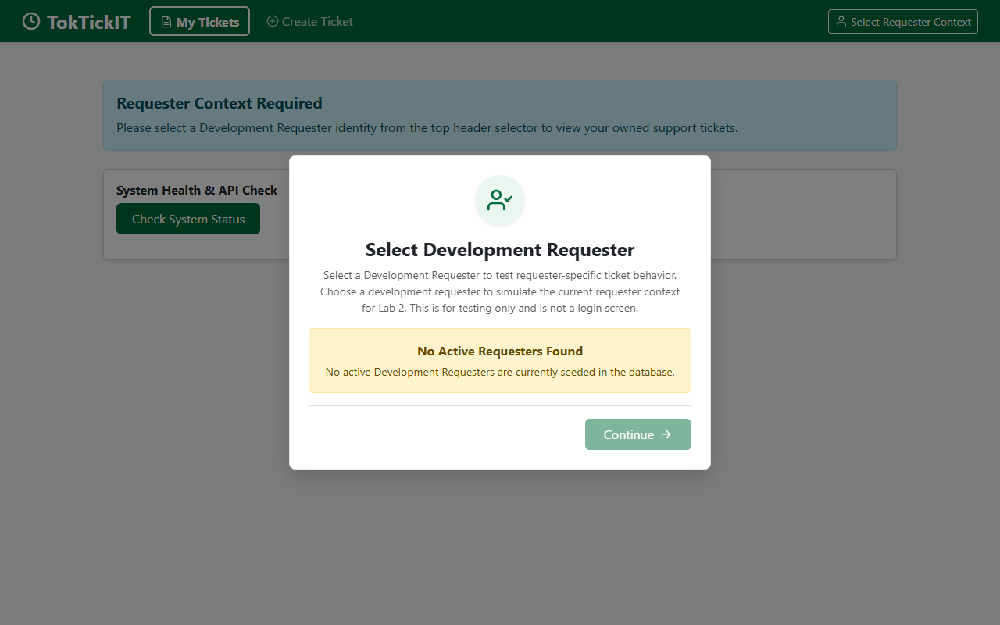 TokTickIT
My Tickets
Create Ticket
Select Requester Context
Requester Context Required
Please select a Development Requester identity from the top header selector to view your owned support tickets.
System Health & API Check
Check System Status
Select Development Requester
Select a Development Requester to test requester-specific ticket behavior.
Choose a development requester to simulate the current requester context
for Lab 2. This is for testing only and is not a login screen.
No Active Requesters Found
No active Development Requesters are currently seeded in the database.
Continue